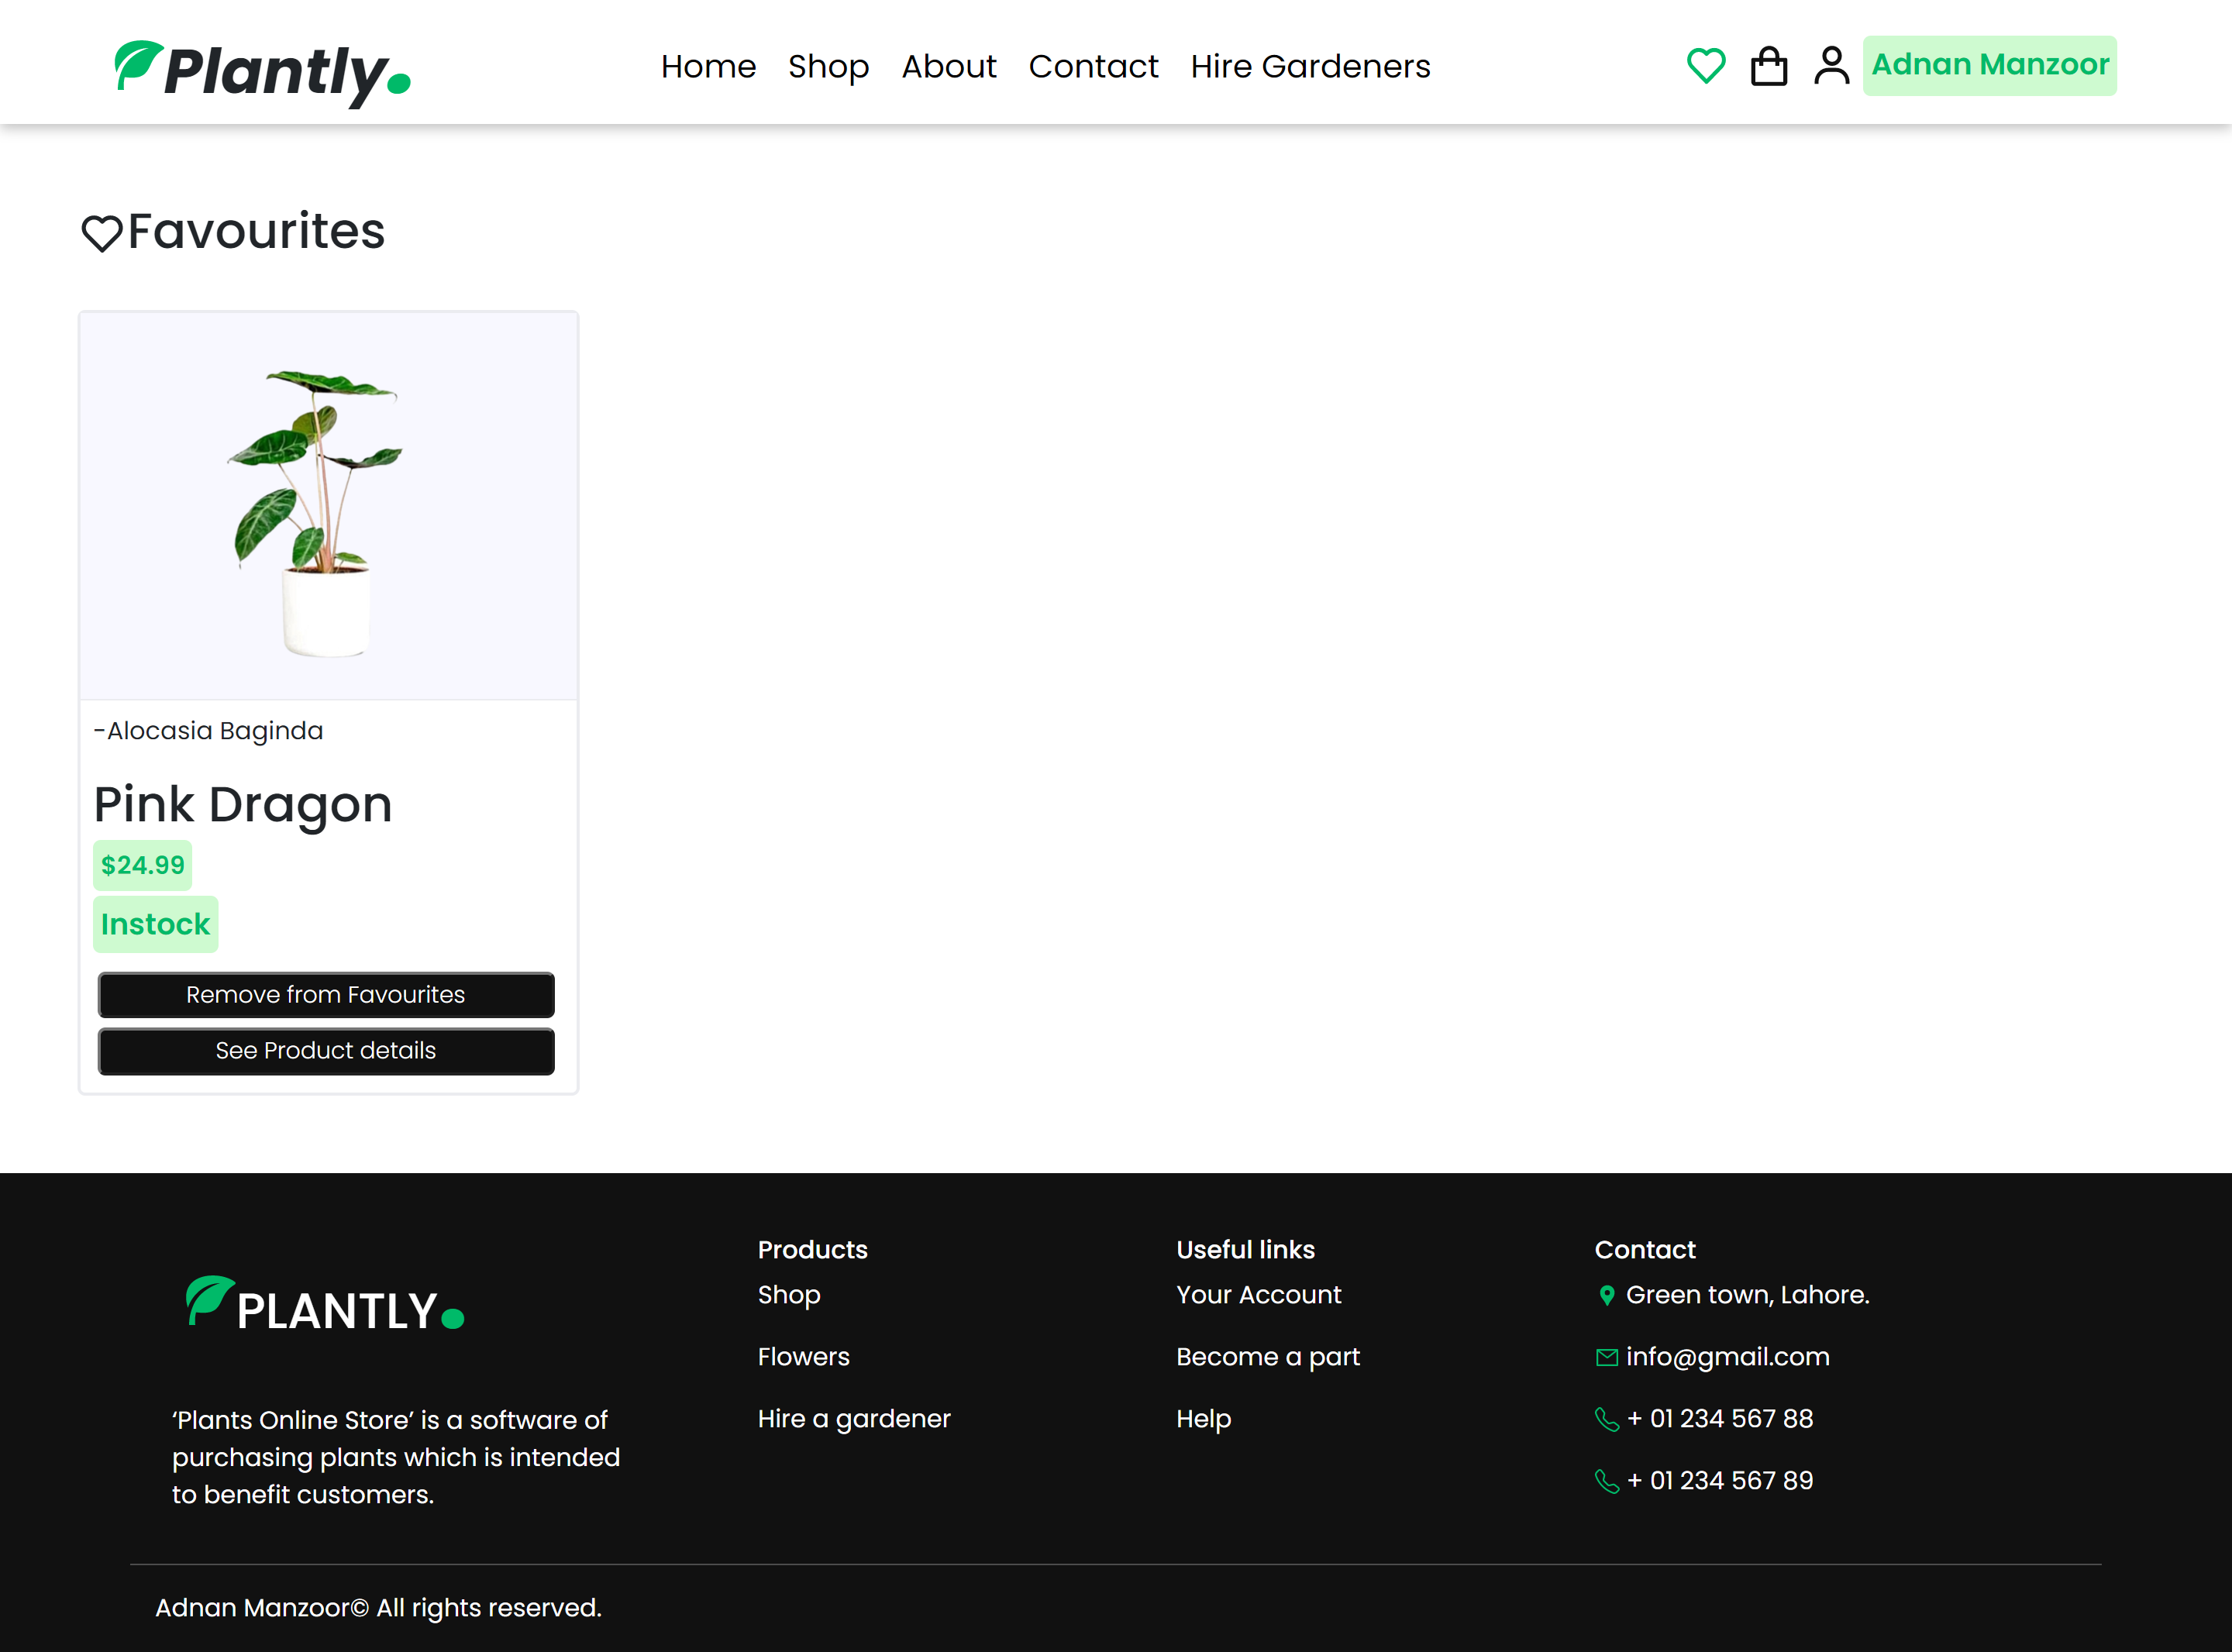 Plantly
Home Shop About Contact Hire Gardeners Adnan Manzoor
Favourites
-Alocasia Baginda
Pink Dragon
$24.99
Instock
Remove from Favourites
See Product details
PLANTLY
‘Plants Online Store’ is a software of
purchasing plants which is intended
to benefit customers.
Products
Shop
Flowers
Hire a gardener
Useful links
Your Account
Become a part
Help
Contact
Green town, Lahore.
info@gmail.com
+ 01 234 567 88
+ 01 234 567 89
Adnan Manzoor© All rights reserved.